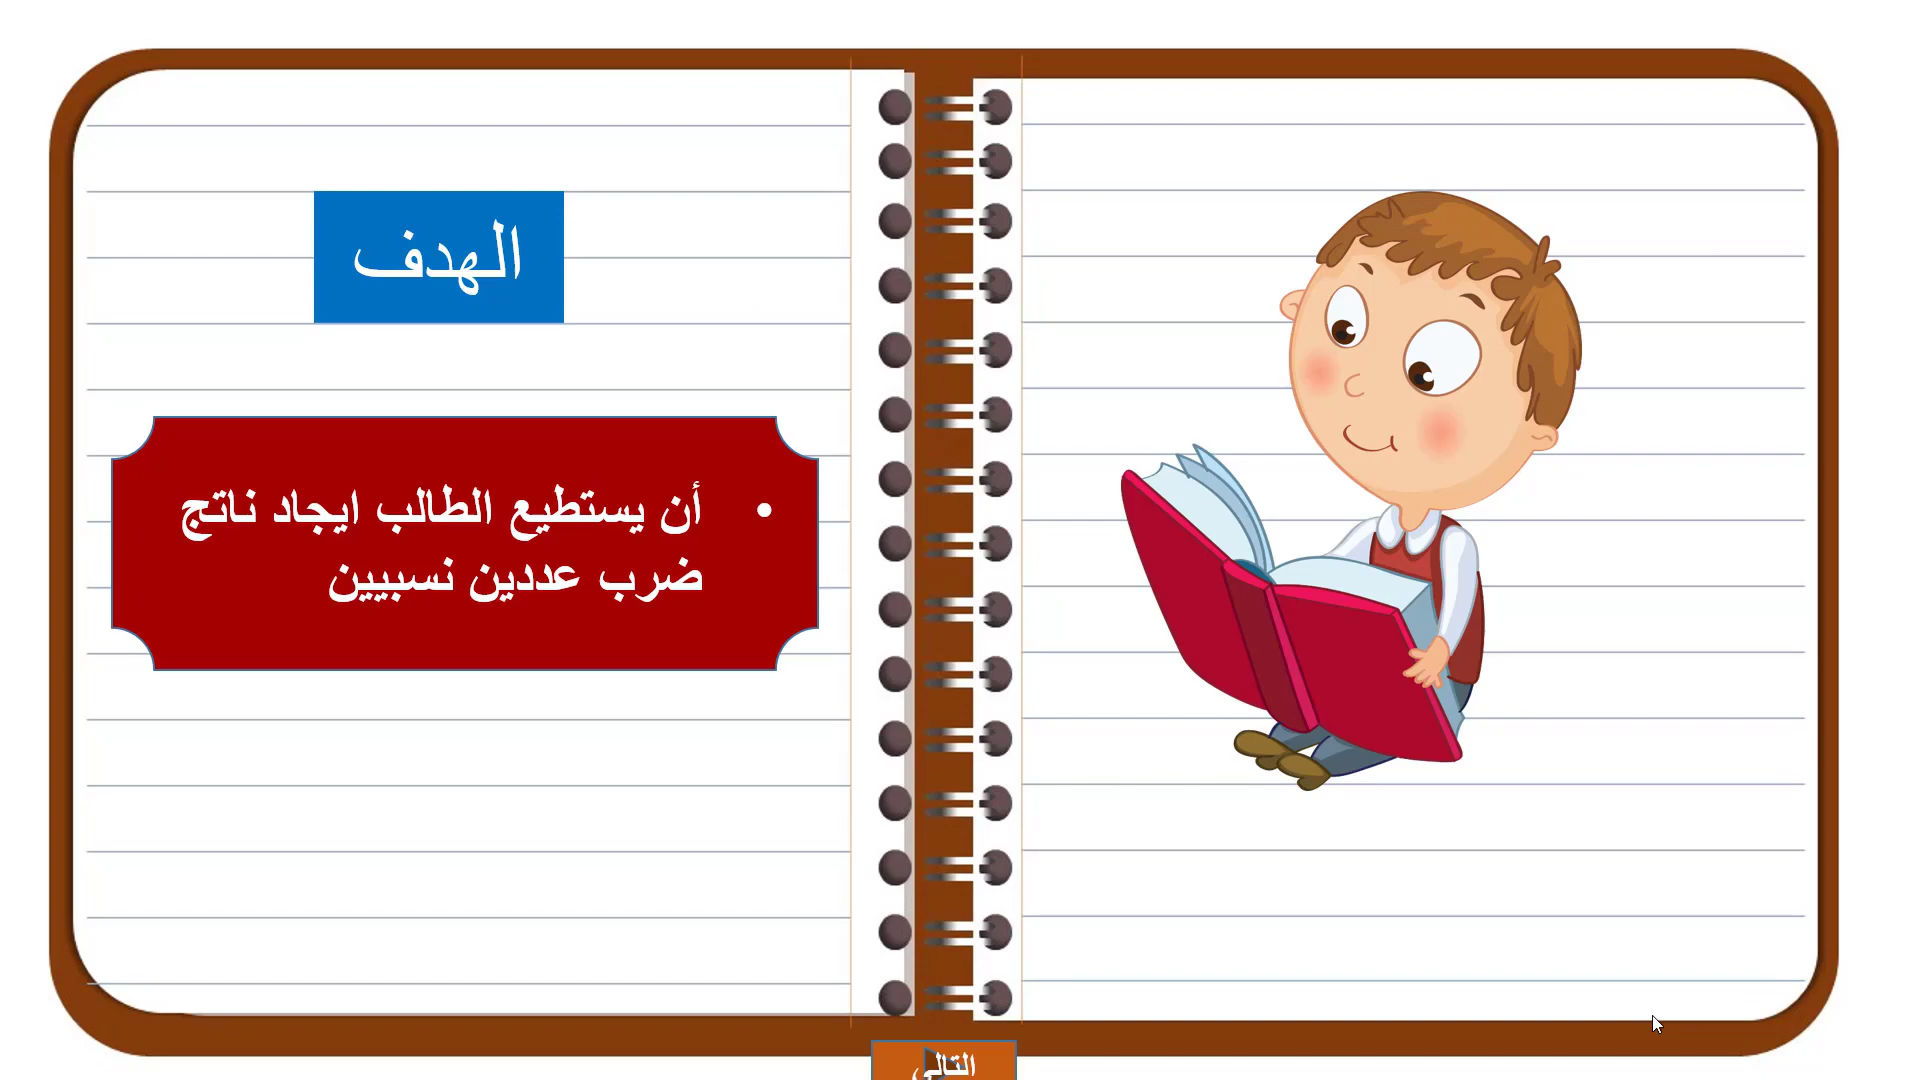 الهدف
• أن يستطيع الطالب ايجاد ناتج
ضرب عددين نسبيين
التالي